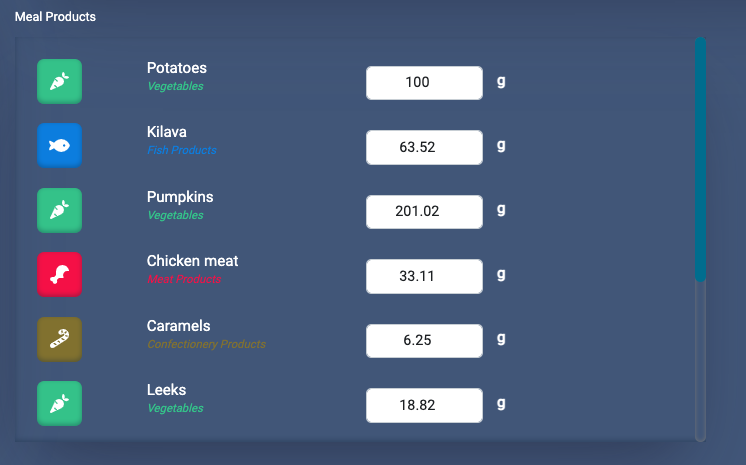 Meal Products
Potatoes
Vegetables
100 g
Kilava
Fish Products
63.52 g
Pumpkins
Vegetables
201.02 g
Chicken meat
Meat Products
33.11 g
Caramels
Confectionery Products
6.25 g
Leeks
Vegetables
18.82 g